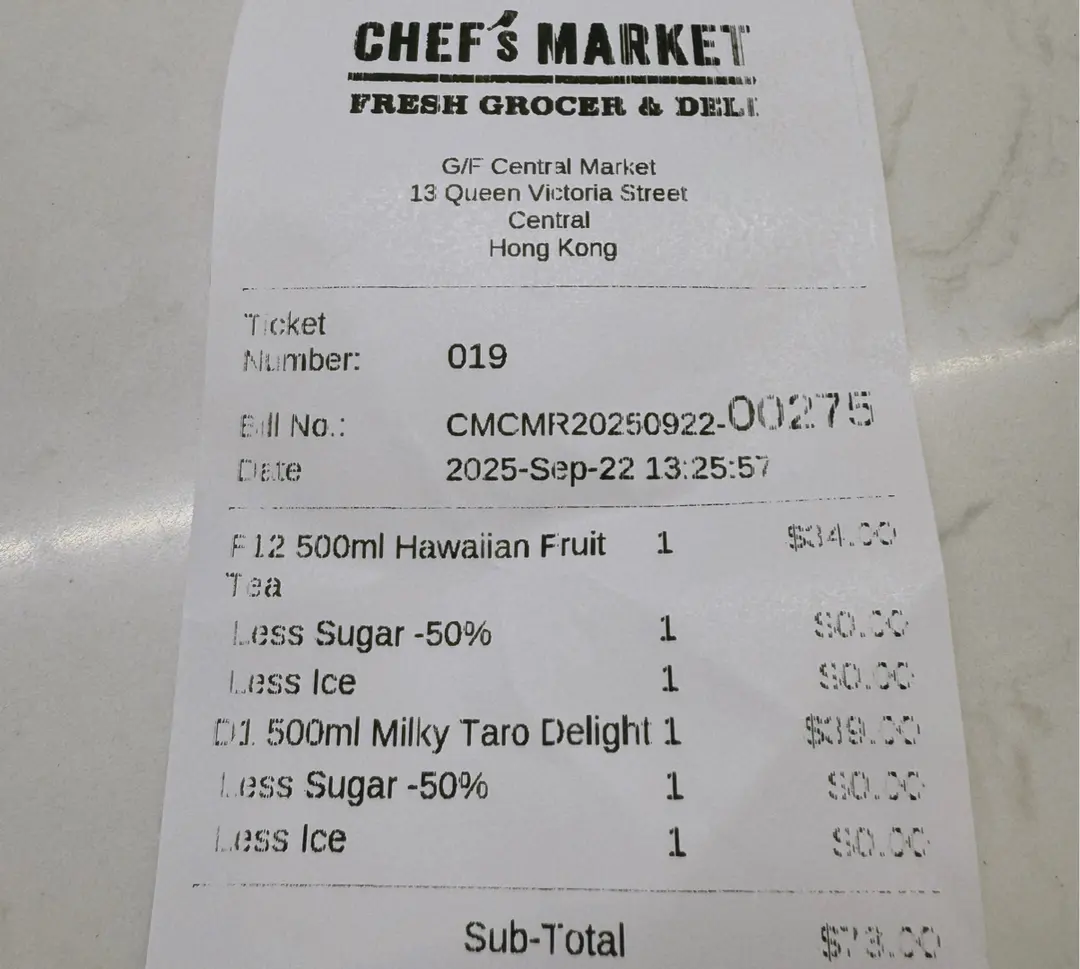 CHEF's MARKET
FRESH GROCER & DELI
G/F Central Market
13 Queen Victoria Street
Central
Hong Kong
Ticket
Number: 019
Bill No.: CMCMR20250922-00275
Date 2025-Sep-22 13:25:57
F12 500ml Hawaiian Fruit 1 $34.00
Tea
Less Sugar -50% 1 $0.00
Less Ice 1 $0.00
D1 500ml Milky Taro Delight 1 $39.00
Less Sugar -50% 1 $0.00
Less Ice 1 $0.00
Sub-Total $73.00